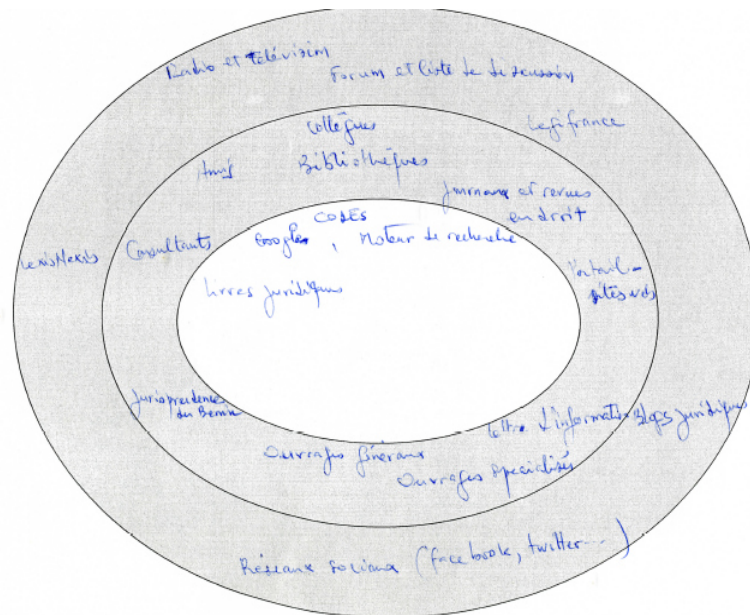 Radio et télévision
Forum et liste de discussion
Collègues
Legifrance
Amis
Bibliothèques
Journaux et revues
en droit
CODES
Consultants
Google, Moteur de recherche
LexisNexis
Portail-
sites web
Livres juridiques
Jurisprudences
du Bénin
Lettre d'information
Blogs juridiques
Ouvrages généraux
Ouvrages spécialisés
Réseaux sociaux (facebook, twitter...)